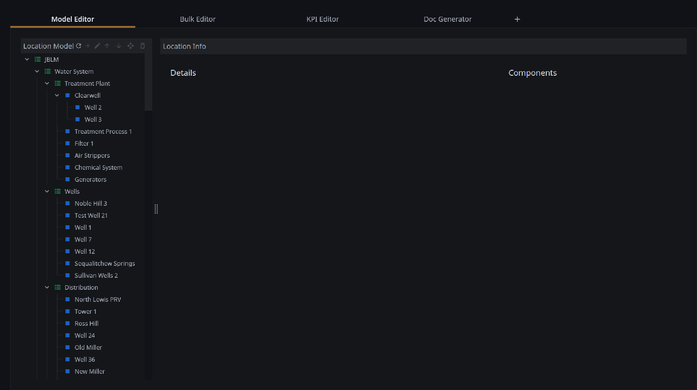 Model Editor
Bulk Editor
KPI Editor
Doc Generator
+
Location Model
Location Info
JBLM
Water System
Treatment Plant
Clearwell
Well 2
Well 3
Treatment Process 1
Filter 1
Air Strippers
Chemical System
Generators
Wells
Noble Hill 3
Test Well 21
Well 1
Well 7
Well 12
Sequalitchew Springs
Sullivan Wells 2
Distribution
North Lewis PRV
Tower 1
Ross Hill
Well 24
Old Miller
Well 36
New Miller
Details
Components